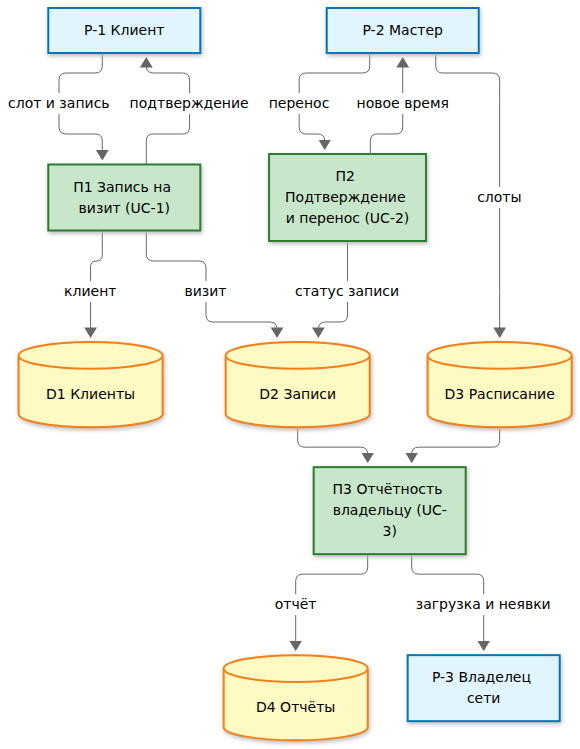 Р-1 Клиент
Р-2 Мастер
слот и запись
подтверждение
перенос
новое время
П1 Запись на
визит (UC-1)
П2
Подтверждение
и перенос (UC-2)
слоты
клиент
визит
статус записи
D1 Клиенты
D2 Записи
D3 Расписание
П3 Отчётность
владельцу (UC-
3)
отчёт
загрузка и неявки
D4 Отчёты
Р-3 Владелец
сети